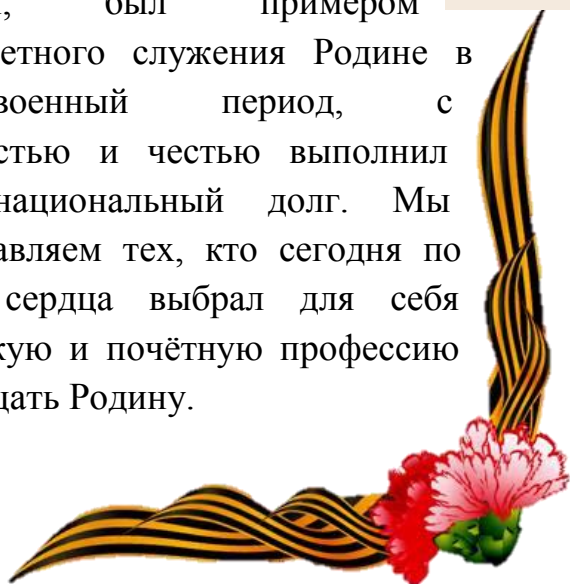 был примером
етного служения Родине в
военный период, с
стью и честью выполнил
национальный долг. Мы
авляем тех, кто сегодня по
сердца выбрал для себя
кую и почётную профессию
щать Родину.